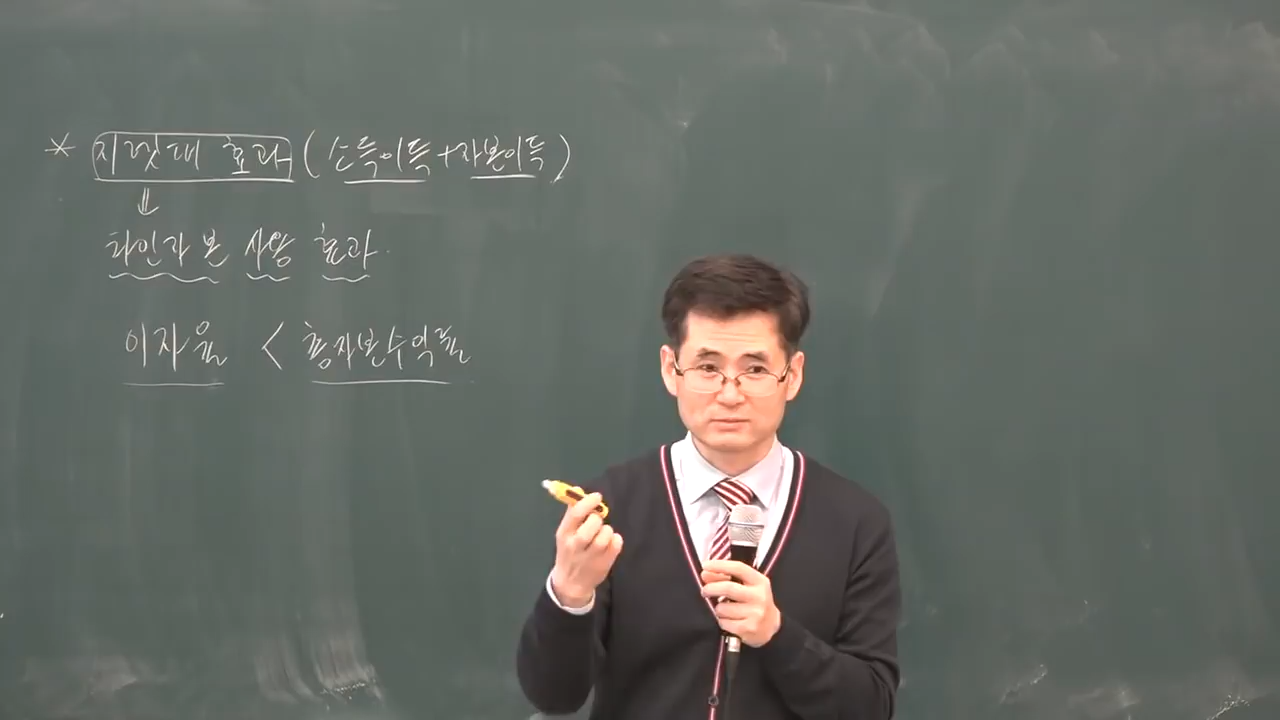 * 지렛대 효과 (소득이득+자본이득)
⇓
타인자본 사용 효과
이자율 < 총자본수익률